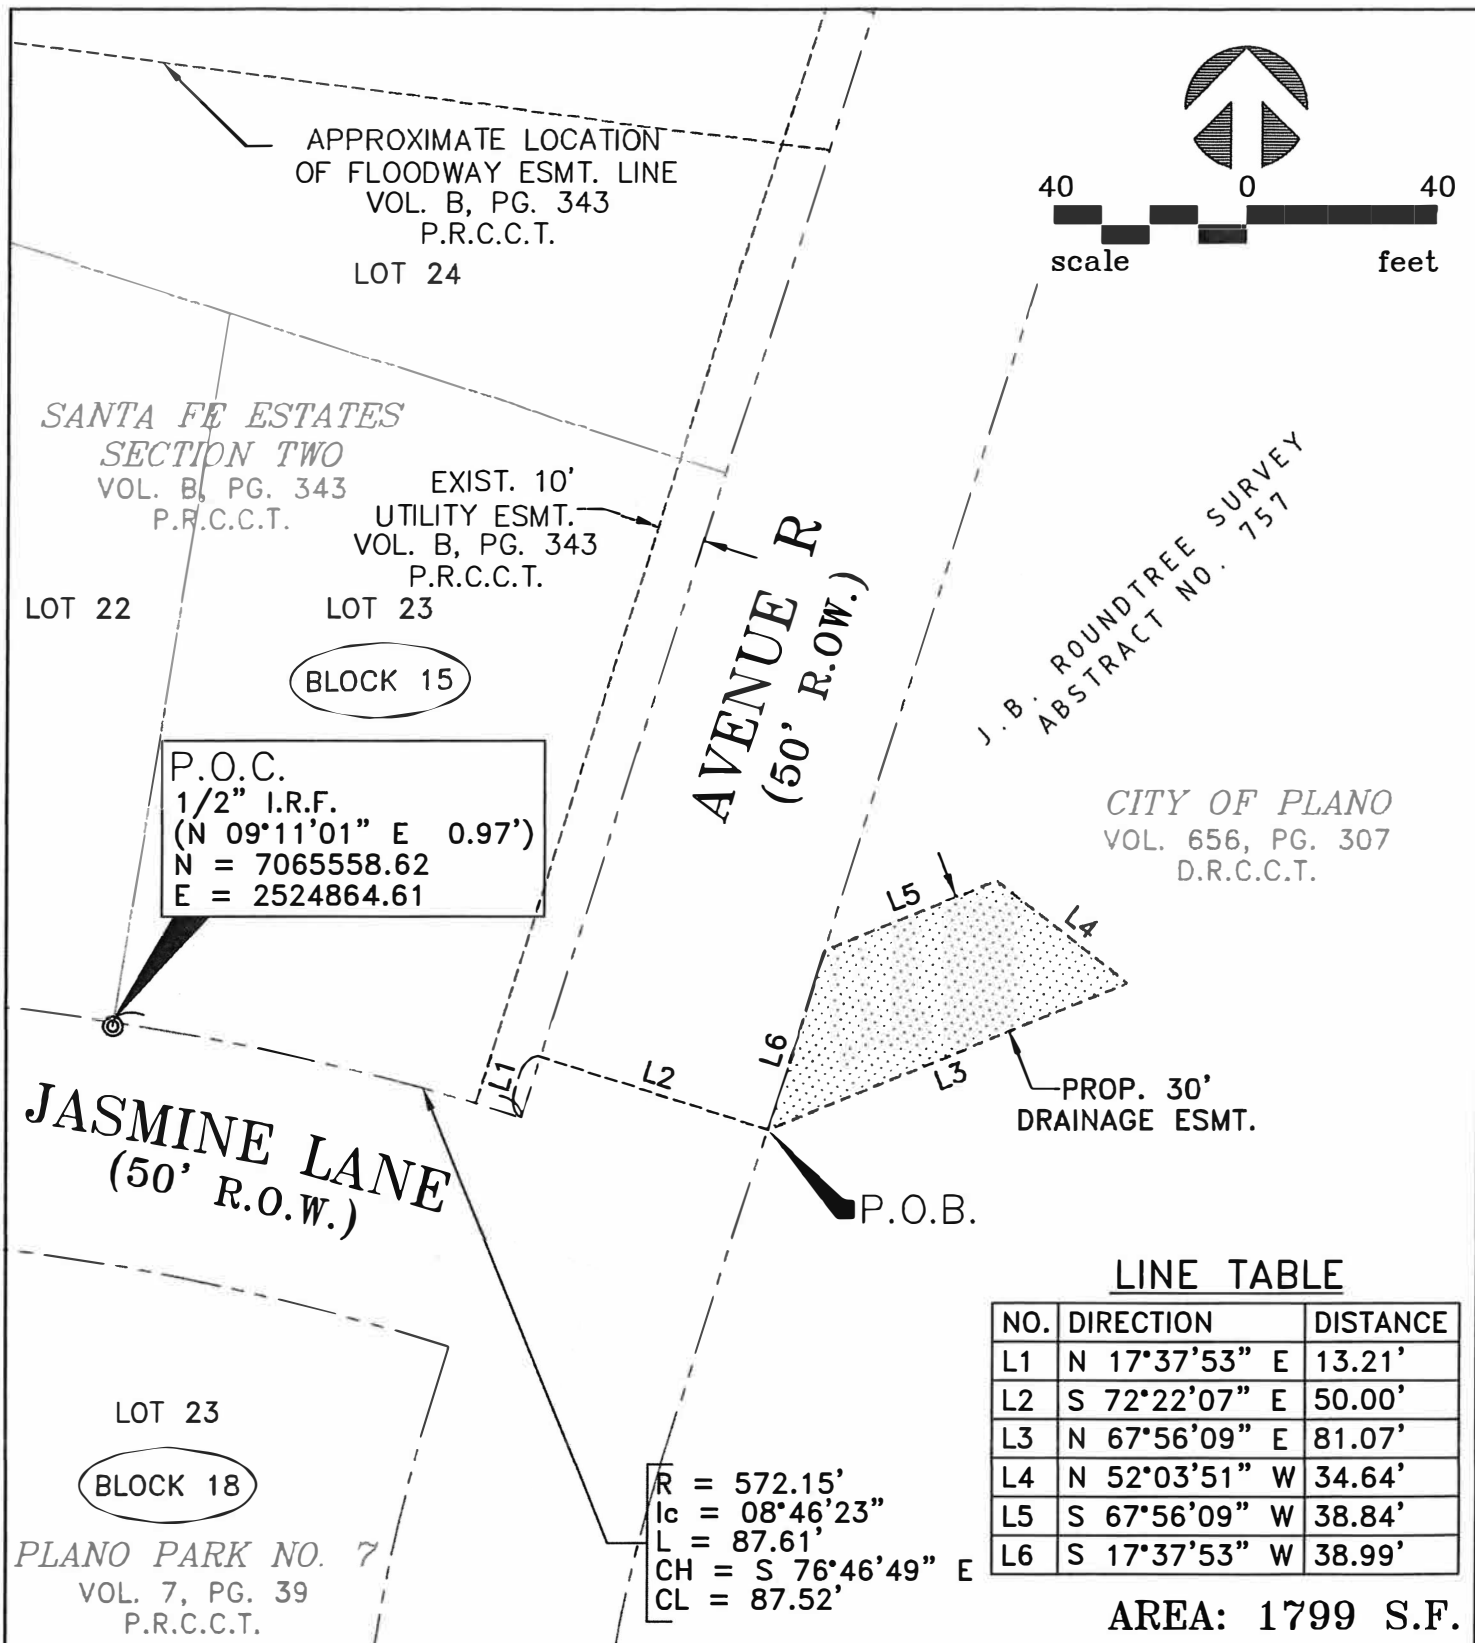 APPROXIMATE LOCATION
OF FLOODWAY ESMT. LINE
VOL. B, PG. 343
P.R.C.C.T.
LOT 24
40 0 40
scale feet
SANTA FE ESTATES
SECTION TWO
VOL. B, PG. 343
P.R.C.C.T.
EXIST. 10'
UTILITY ESMT.
VOL. B, PG. 343
P.R.C.C.T.
LOT 22
LOT 23
BLOCK 15
AVENUE R
(50' R.OW.)
J.B. ROUNDTREE SURVEY
ABSTRACT NO. 757
P.O.C.
1/2" I.R.F.
(N 09°11'01" E 0.97')
N = 7065558.62
E = 2524864.61
CITY OF PLANO
VOL. 656, PG. 307
D.R.C.C.T.
L5
L4
L6
L3
L1
L2
PROP. 30'
DRAINAGE ESMT.
JASMINE LANE
(50' R.O.W.)
P.O.B.
LOT 23
BLOCK 18
PLANO PARK NO. 7
VOL. 7, PG. 39
P.R.C.C.T.
R = 572.15'
Ic = 08°46'23"
L = 87.61'
CH = S 76°46'49" E
CL = 87.52'
LINE TABLE
NO. DIRECTION DISTANCE
L1 N 17°37'53" E 13.21'
L2 S 72°22'07" E 50.00'
L3 N 67°56'09" E 81.07'
L4 N 52°03'51" W 34.64'
L5 S 67°56'09" W 38.84'
L6 S 17°37'53" W 38.99'
AREA: 1799 S.F.